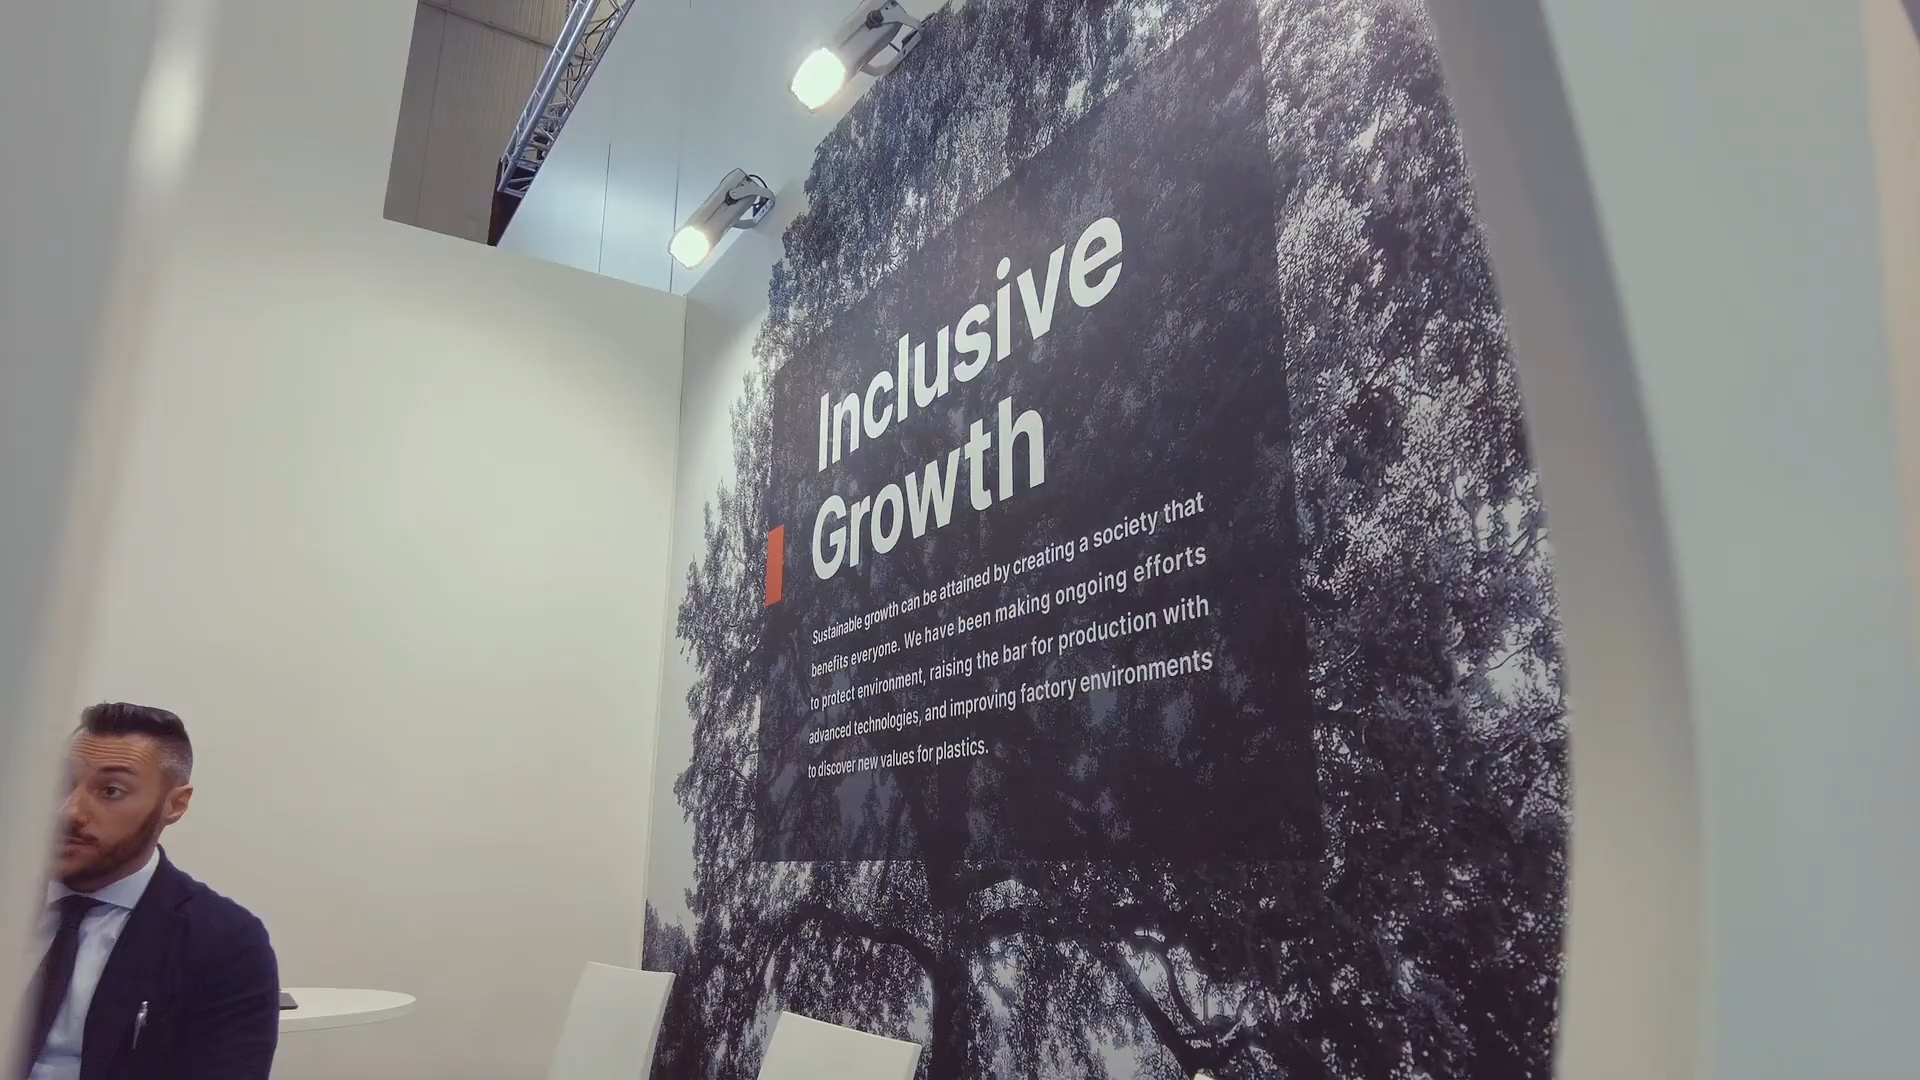 Inclusive
Growth
Sustainable growth can be attained by creating a society that
benefits everyone. We have been making ongoing efforts
to protect environment, raising the bar for production with
advanced technologies, and improving factory environments
to discover new values for plastics.